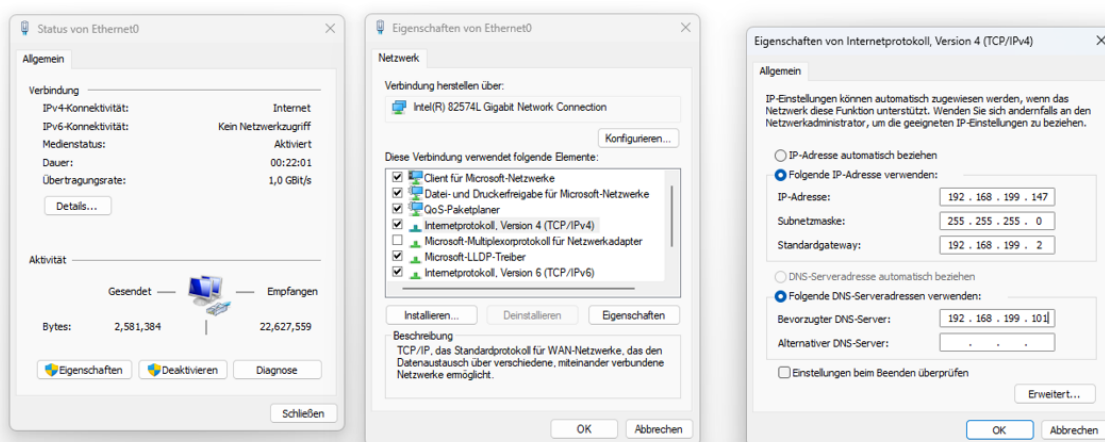 Status von Ethernet0
Allgemein
Verbindung
IPv4-Konnektivität: Internet
IPv6-Konnektivität: Kein Netzwerkzugriff
Medienstatus: Aktiviert
Dauer: 00:22:01
Übertragungsrate: 1,0 GBit/s
Details...
Aktivität
Gesendet Empfangen
Bytes: 2,581,384 22,627,559
Eigenschaften Deaktivieren Diagnose
Schließen
Eigenschaften von Ethernet0
Netzwerk
Verbindung herstellen über:
Intel(R) 82574L Gigabit Network Connection
Konfigurieren...
Diese Verbindung verwendet folgende Elemente:
Client für Microsoft-Netzwerke
Datei- und Druckerfreigabe für Microsoft-Netzwerke
QoS-Paketplaner
Internetprotokoll, Version 4 (TCP/IPv4)
Microsoft-Multiplexorprotokoll für Netzwerkadapter
Microsoft-LLDP-Treiber
Internetprotokoll, Version 6 (TCP/IPv6)
Installieren... Deinstallieren Eigenschaften
Beschreibung
TCP/IP, das Standardprotokoll für WAN-Netzwerke, das den
Datenaustausch über verschiedene, miteinander verbundene
Netzwerke ermöglicht.
OK Abbrechen
Eigenschaften von Internetprotokoll, Version 4 (TCP/IPv4)
Allgemein
IP-Einstellungen können automatisch zugewiesen werden, wenn das
Netzwerk diese Funktion unterstützt. Wenden Sie sich andernfalls an den
Netzwerkadministrator, um die geeigneten IP-Einstellungen zu beziehen.
IP-Adresse automatisch beziehen
Folgende IP-Adresse verwenden:
IP-Adresse: 192 . 168 . 199 . 147
Subnetzmaske: 255 . 255 . 255 . 0
Standardgateway: 192 . 168 . 199 . 2
DNS-Serveradresse automatisch beziehen
Folgende DNS-Serveradressen verwenden:
Bevorzugter DNS-Server: 192 . 168 . 199 . 101
Alternativer DNS-Server: . . .
Einstellungen beim Beenden überprüfen
Erweitert...
OK Abbrechen